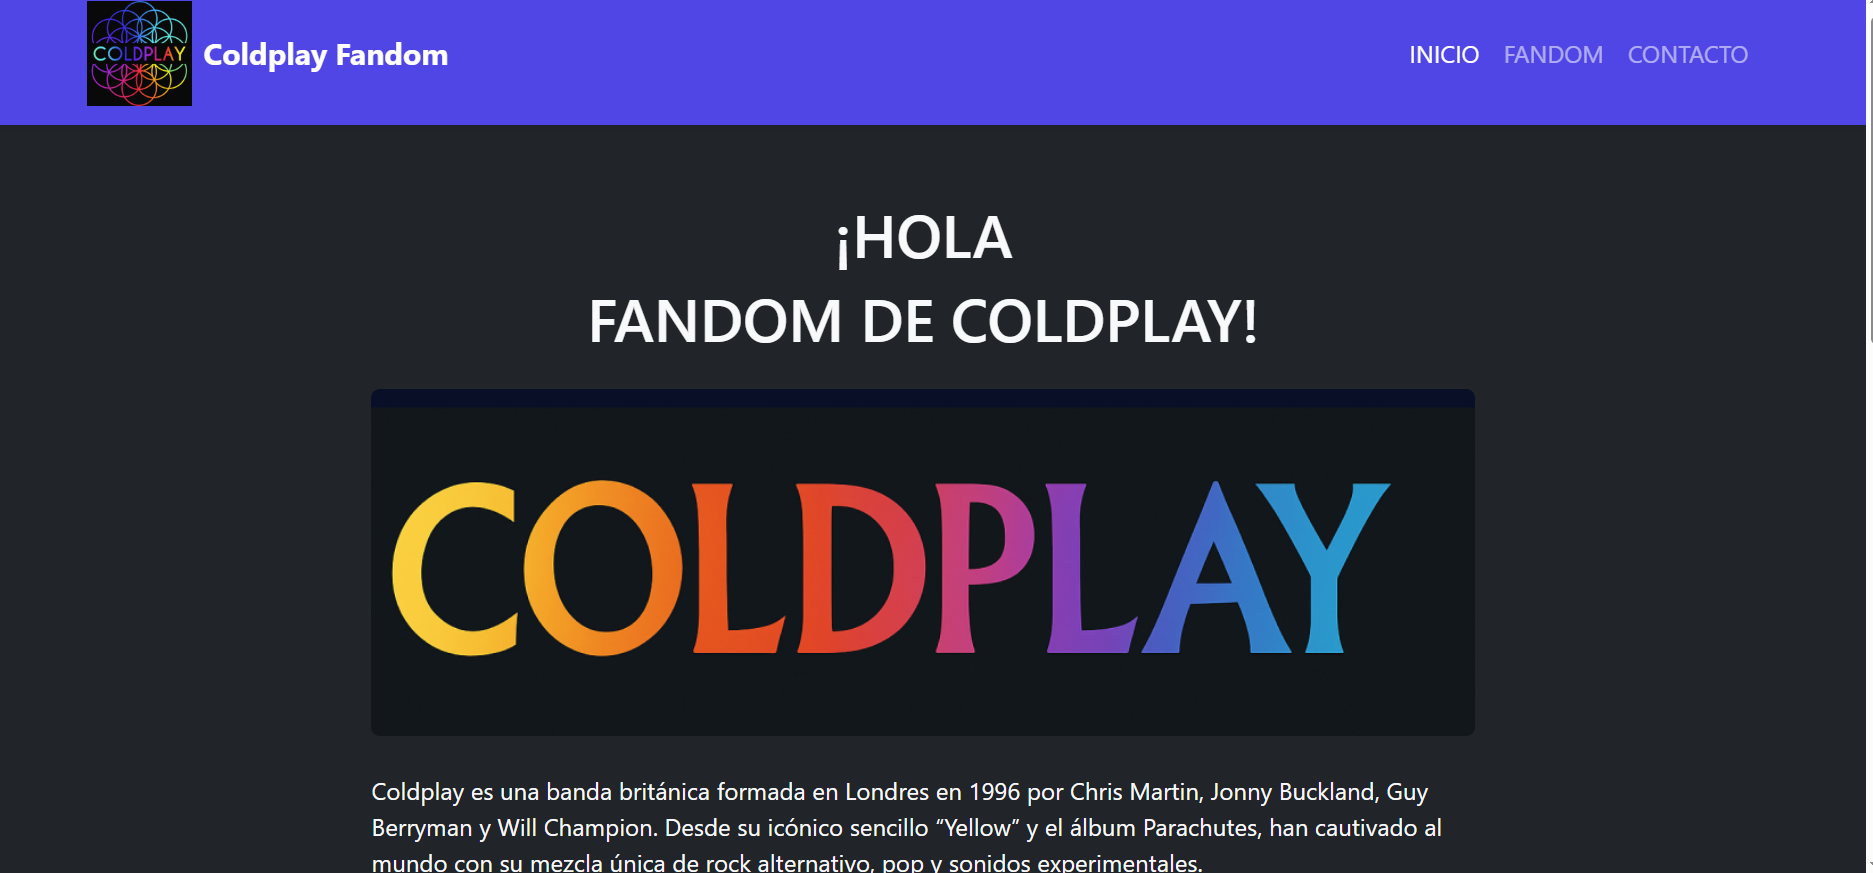 COLDPLAY
Coldplay Fandom
INICIO FANDOM CONTACTO
¡HOLA
FANDOM DE COLDPLAY!
COLDPLAY
Coldplay es una banda británica formada en Londres en 1996 por Chris Martin, Jonny Buckland, Guy
Berryman y Will Champion. Desde su icónico sencillo “Yellow” y el álbum Parachutes, han cautivado al
mundo con su mezcla única de rock alternativo, pop y sonidos experimentales.